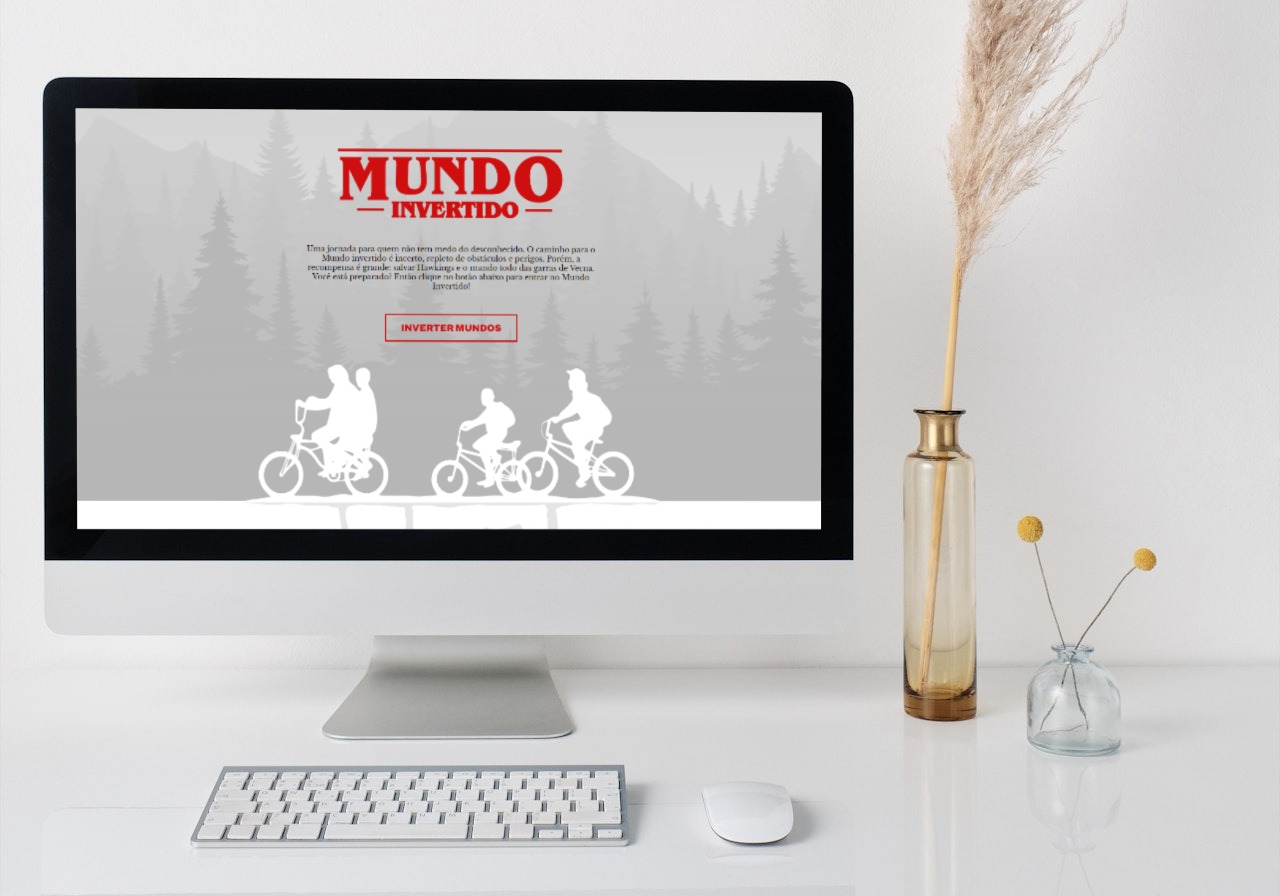 MUNDO
INVERTIDO
Uma jornada para quem não tem medo do desconhecido. O caminho para o
Mundo invertido é incerto, repleto de obstáculos e perigos. Porém, a
recompensa é grande: salvar Hawkings e o mundo todo das garras de Vecna.
Você está preparado? Então clique no botão abaixo para entrar no Mundo
Invertido!
INVERTER MUNDOS